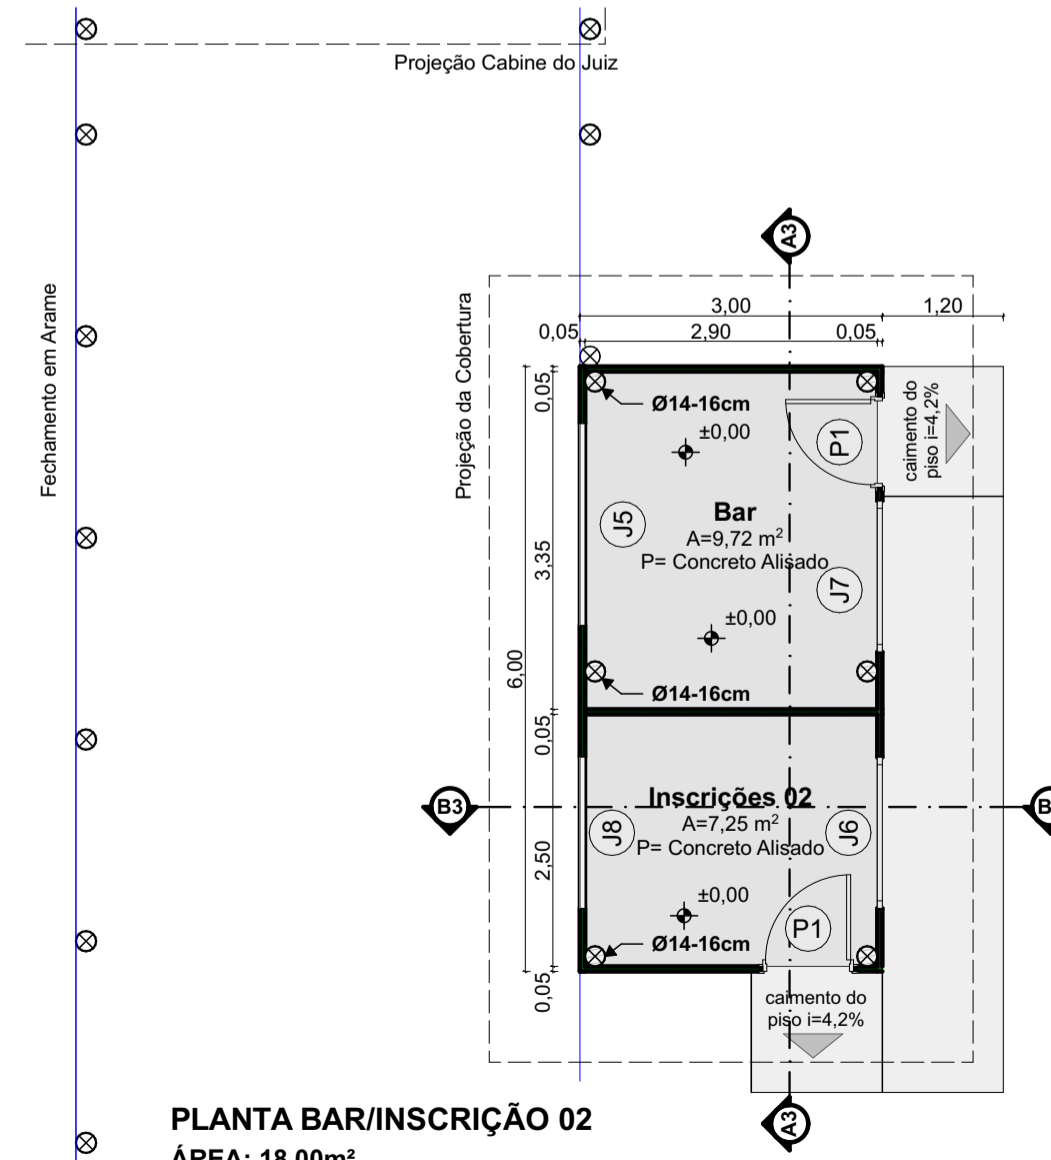 Projeção Cabine do Juiz
A3
Fechamento em Arame
Projeção da Cobertura
3,00
1,20
0,05
2,90
0,05
0,05
Ø14-16cm
±0,00
P1
caimento do
piso i=4,2%
J5
Bar
A=9,72 m²
P= Concreto Alisado
3,35
J7
±0,00
6,00
Ø14-16cm
0,05
B3
Inscrições 02
A=7,25 m²
P= Concreto Alisado
J8
J6
B
2,50
±0,00
P1
Ø14-16cm
0,05
caimento do
piso i=4,2%
A3
PLANTA BAR/INSCRIÇÃO 02
ÁREA: 18,00m²